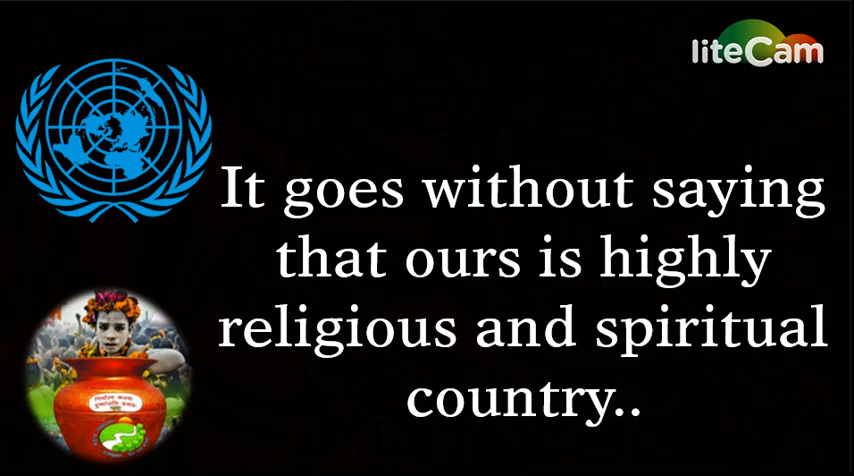 liteCam
It goes without saying
that ours is highly
religious and spiritual
country..